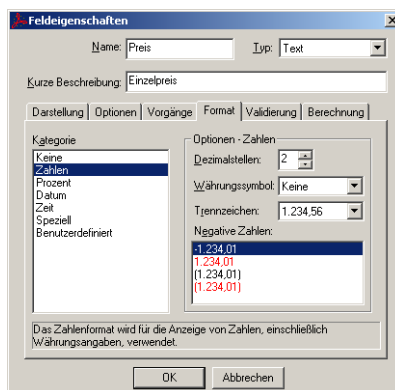 Feldeigenschaften
Name: Preis Typ: Text
Kurze Beschreibung: Einzelpreis
Darstellung Optionen Vorgänge Format Validierung Berechnung
Kategorie
Keine
Zahlen
Prozent
Datum
Zeit
Speziell
Benutzerdefiniert
Optionen - Zahlen
Dezimalstellen: 2
Währungssymbol: Keine
Trennzeichen: 1.234,56
Negative Zahlen:
-1.234,01
1.234,01
(1.234,01)
(1.234,01)
Das Zahlenformat wird für die Anzeige von Zahlen, einschließlich
Währungsangaben, verwendet.
OK Abbrechen